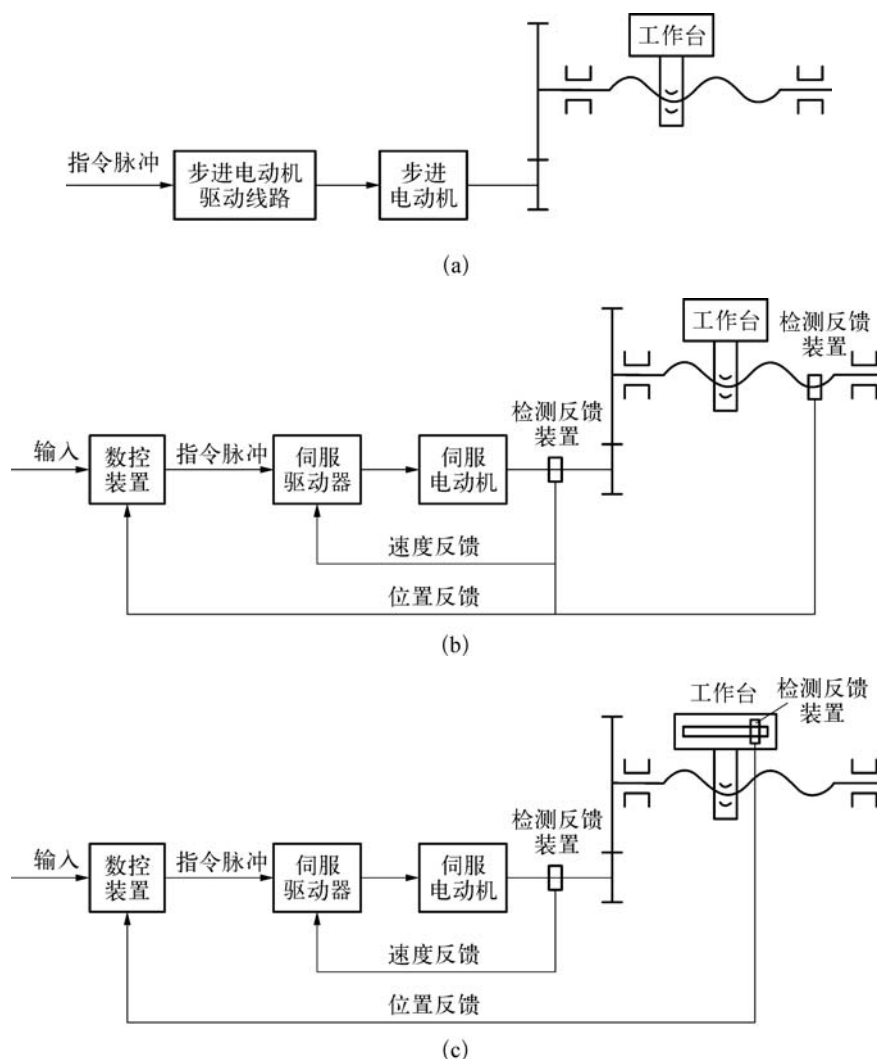 工作台
指令脉冲
步进电动机
驱动线路
步进
电动机
(a)
工作台
检测反馈
装置
检测反馈
装置
输入
数控
装置
指令脉冲
伺服
驱动器
伺服
电动机
速度反馈
位置反馈
(b)
工作台
检测反馈
装置
检测反馈
装置
输入
数控
装置
指令脉冲
伺服
驱动器
伺服
电动机
速度反馈
位置反馈
(c)